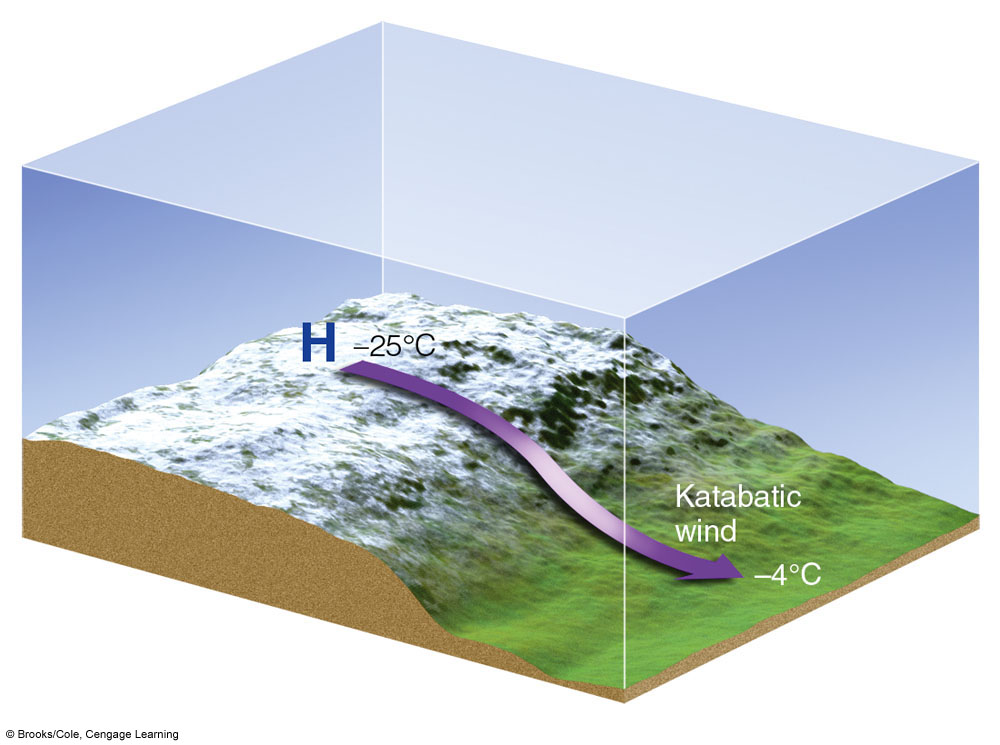 H –25°C
Katabatic
wind
–4°C
© Brooks/Cole, Cengage Learning